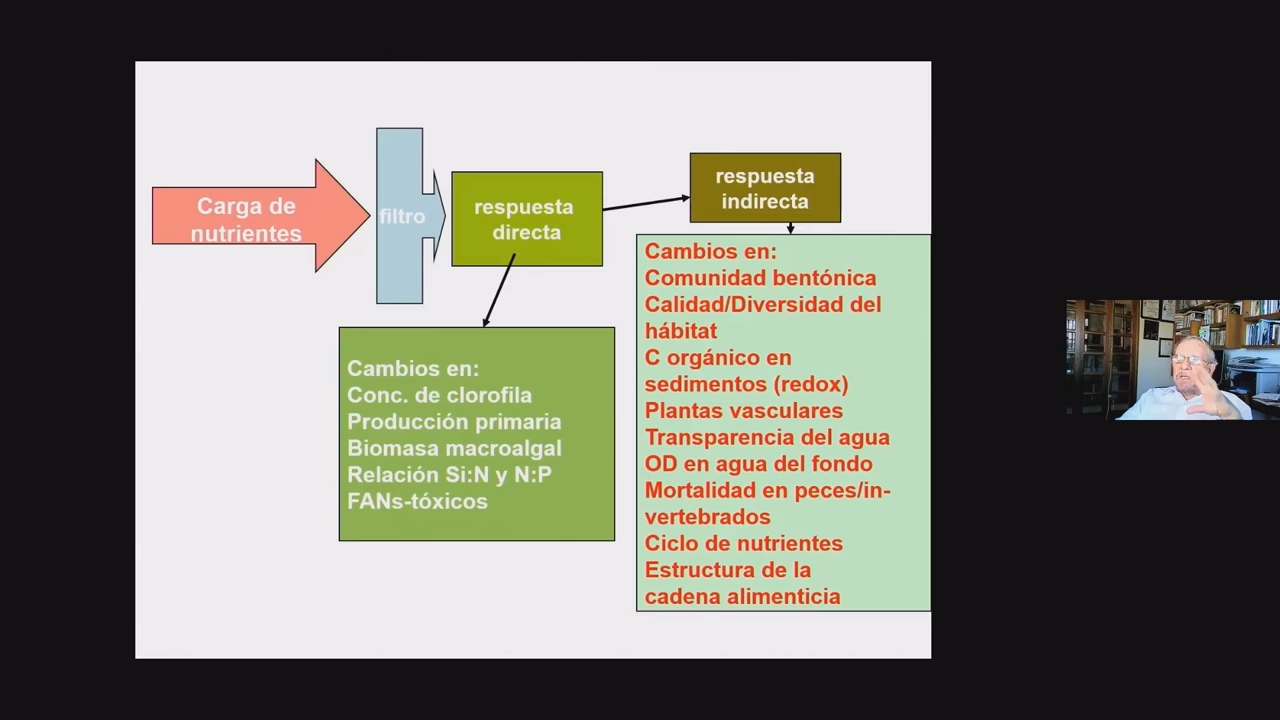 Carga de
nutrientes
filtro
respuesta
directa
respuesta
indirecta
Cambios en:
Conc. de clorofila
Producción primaria
Biomasa macroalgal
Relación Si:N y N:P
FANs-tóxicos
Cambios en:
Comunidad bentónica
Calidad/Diversidad del
hábitat
C orgánico en
sedimentos (redox)
Plantas vasculares
Transparencia del agua
OD en agua del fondo
Mortalidad en peces/in-
vertebrados
Ciclo de nutrientes
Estructura de la
cadena alimenticia